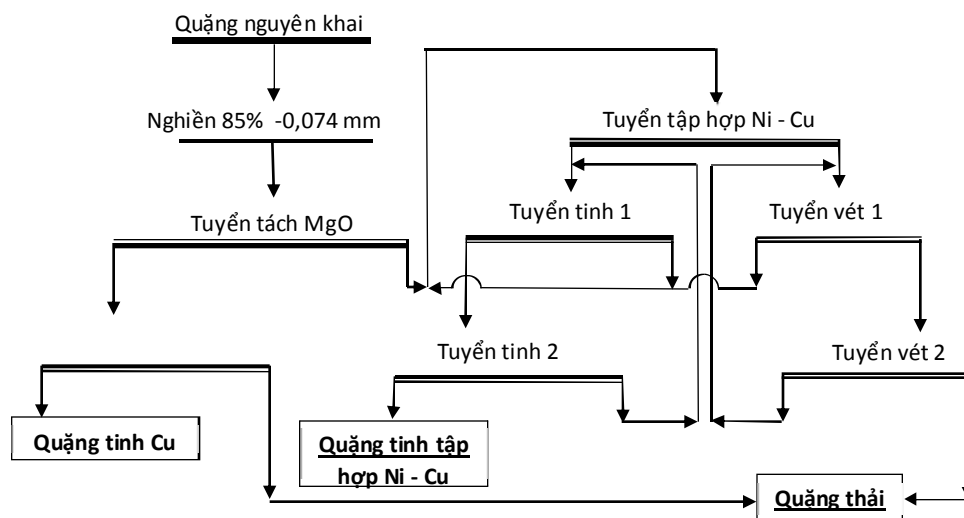 Quặng nguyên khai
Nghiền 85% -0,074 mm
Tuyển tập hợp Ni - Cu
Tuyển tách MgO
Tuyển tinh 1
Tuyển vét 1
Tuyển tinh 2
Tuyển vét 2
Quặng tinh Cu
Quặng tinh tập
hợp Ni - Cu
Quặng thải